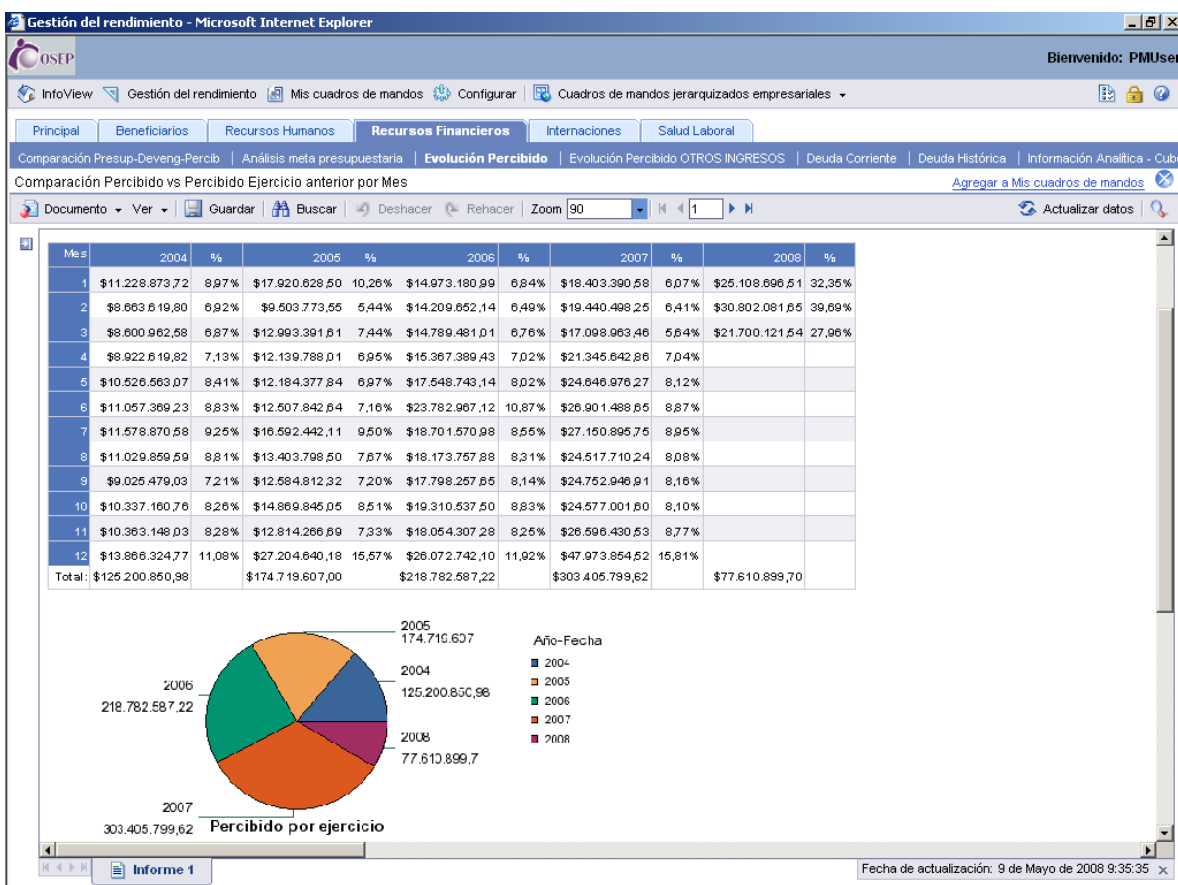 Gestión del rendimiento - Microsoft Internet Explorer
OSEP
Bienvenido: PMUser
InfoView Gestión del rendimiento Mis cuadros de mandos Configurar Cuadros de mandos jerarquizados empresariales
Principal Beneficiarios Recursos Humanos Recursos Financieros Internaciones Salud Laboral
Comparación Presup-Deveng-Percib | Análisis meta presupuestaria | Evolución Percibido | Evolución Percibido OTROS INGRESOS | Deuda Corriente | Deuda Histórica | Información Analítica - Cub
Comparación Percibido vs Percibido Ejercicio anterior por Mes Agregar a Mis cuadros de mandos
Documento Ver Guardar Buscar Deshacer Rehacer Zoom 90 1 Actualizar datos
Mes 2004 % 2005 % 2006 % 2007 % 2008 %
1 $11.228.873,72 8,97% $17.920.628,50 10,26% $14.973.180,99 6,84% $18.403.390,58 6,07% $25.108.696,51 32,35%
2 $8.663.619,80 6,92% $9.503.773,55 5,44% $14.209.652,14 6,49% $19.440.498,25 6,41% $30.802.081,65 39,69%
3 $8.600.962,58 6,87% $12.993.391,61 7,44% $14.789.481,01 6,76% $17.098.963,46 5,64% $21.700.121,54 27,96%
4 $8.922.619,82 7,13% $12.139.788,01 6,95% $15.367.389,43 7,02% $21.345.642,86 7,04%
5 $10.526.563,07 8,41% $12.184.377,84 6,97% $17.548.743,14 8,02% $24.646.976,27 8,12%
6 $11.057.369,23 8,83% $12.507.842,64 7,16% $23.782.967,12 10,87% $26.901.488,65 8,87%
7 $11.578.870,58 9,25% $16.592.442,11 9,50% $18.701.570,98 8,55% $27.150.895,75 8,95%
8 $11.029.859,59 8,81% $13.403.798,50 7,67% $18.173.757,88 8,31% $24.517.710,24 8,08%
9 $9.025.479,03 7,21% $12.584.812,32 7,20% $17.798.257,65 8,14% $24.752.946,91 8,16%
10 $10.337.160,76 8,26% $14.869.845,05 8,51% $19.310.537,50 8,83% $24.577.001,60 8,10%
11 $10.363.148,03 8,28% $12.814.266,69 7,33% $18.054.307,28 8,25% $26.596.430,53 8,77%
12 $13.866.324,77 11,08% $27.204.640,18 15,57% $26.072.742,10 11,92% $47.973.854,52 15,81%
Total: $125.200.850,98 $174.719.607,00 $218.782.587,22 $303.405.799,62 $77.610.899,70
2005
174.719.607
2004
125.200.850,98
2006
218.782.587,22
2008
77.610.899,7
2007
303.405.799,62
Percibido por ejercicio
Año-Fecha
2004
2005
2006
2007
2008
Informe 1
Fecha de actualización: 9 de Mayo de 2008 9:35:35